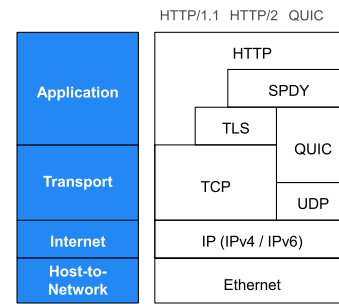 HTTP/1.1 HTTP/2 QUIC
HTTP
Application
SPDY
TLS
QUIC
Transport
TCP
UDP
Internet
IP (IPv4 / IPv6)
Host-to-
Network
Ethernet